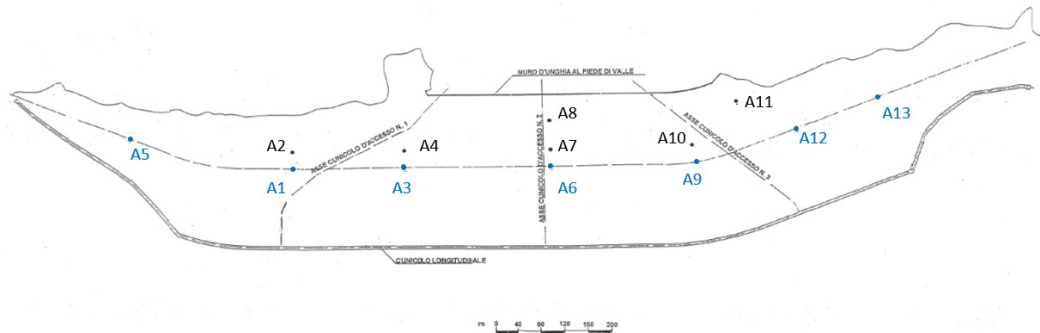 MURO D'UNGHIA AL PIEDE DI VALLE
A11
A8
A13
ASSE CUNICOLO D'ACCESSO N. 1
ASSE CUNICOLO D'ACCESSO N. 2
ASSE CUNICOLO D'ACCESSO N. 3
A2
A4
A7
A10
A12
A5
A1
A3
A6
A9
CUNICOLO LONGITUDINALE
m 0 40 80 120 160 200